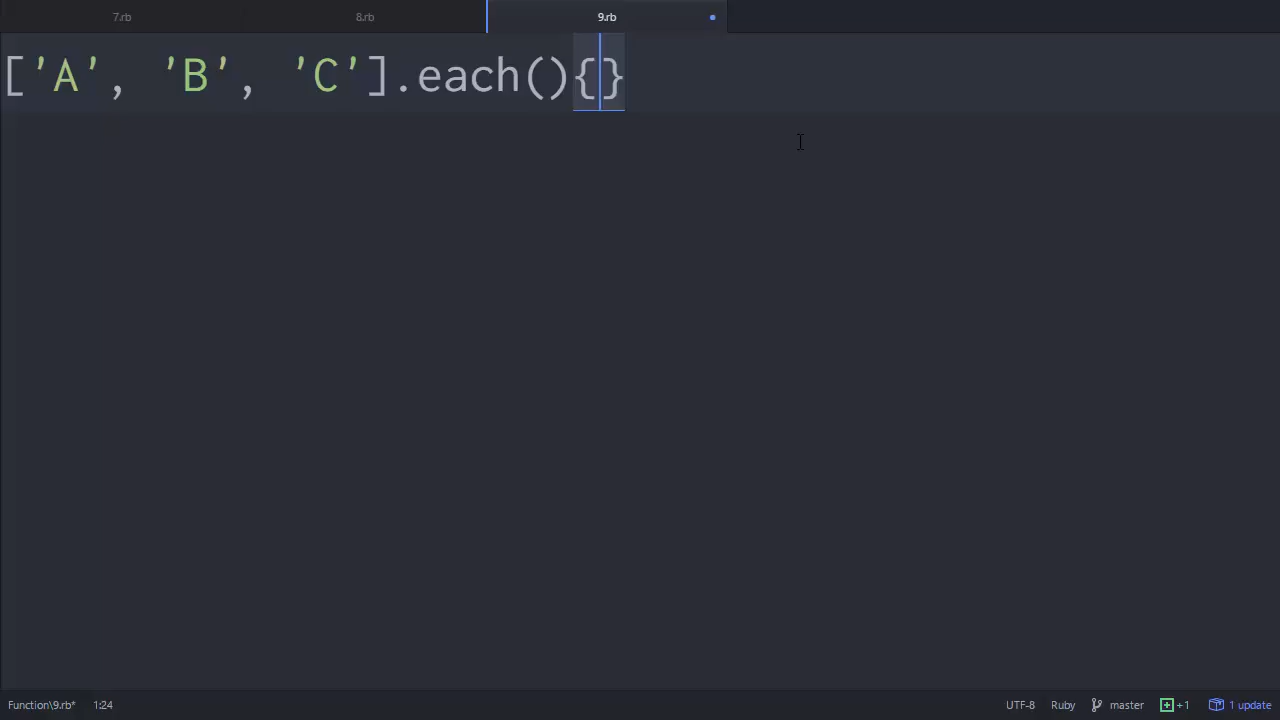 7.rb 8.rb 9.rb
['A', 'B', 'C'].each(){}
Function\9.rb* 1:24 UTF-8 Ruby master +1 1 update